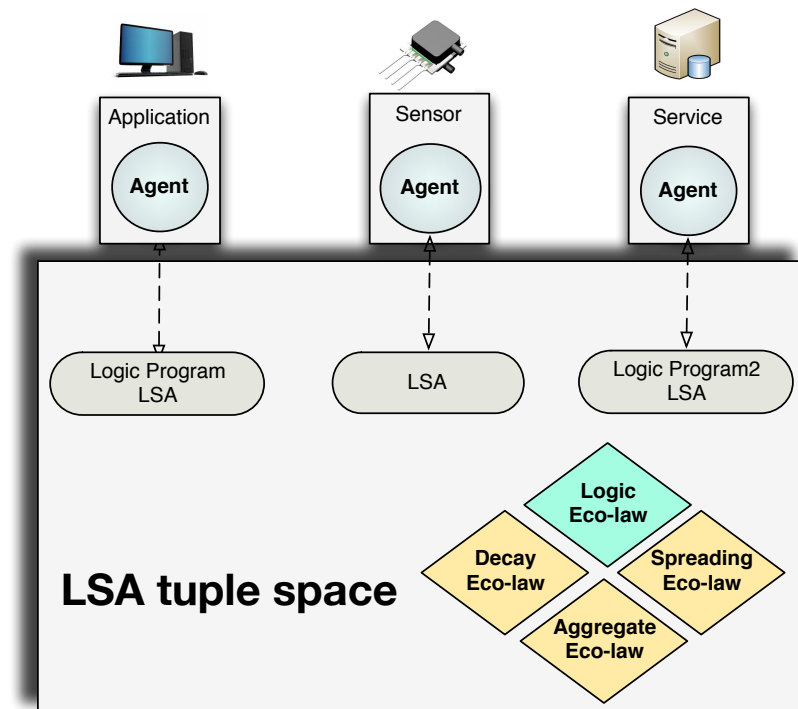 Application
Agent
Sensor
Agent
Service
Agent
Logic Program
LSA
LSA
Logic Program2
LSA
Logic
Eco-law
Decay
Eco-law
Spreading
Eco-law
Aggregate
Eco-law
LSA tuple space